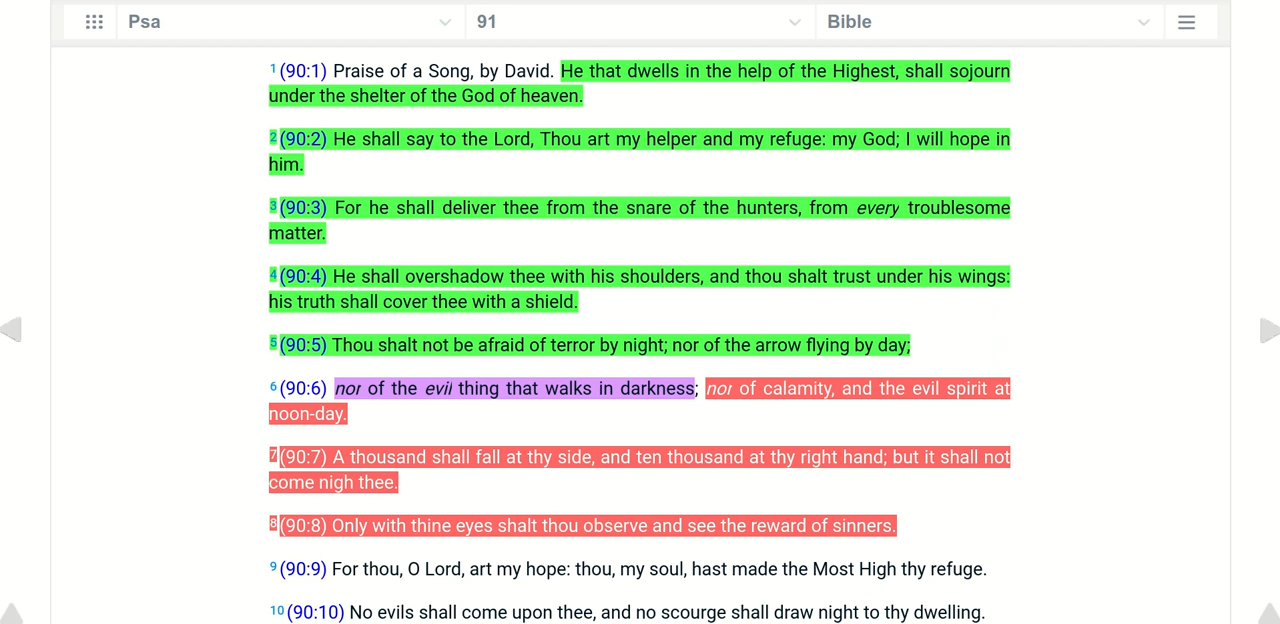 Psa 91 Bible
1 (90:1) Praise of a Song, by David. He that dwells in the help of the Highest, shall sojourn
under the shelter of the God of heaven.
2 (90:2) He shall say to the Lord, Thou art my helper and my refuge: my God; I will hope in
him.
3 (90:3) For he shall deliver thee from the snare of the hunters, from every troublesome
matter.
4 (90:4) He shall overshadow thee with his shoulders, and thou shalt trust under his wings:
his truth shall cover thee with a shield.
5 (90:5) Thou shalt not be afraid of terror by night; nor of the arrow flying by day;
6 (90:6) nor of the evil thing that walks in darkness; nor of calamity, and the evil spirit at
noon-day.
7 (90:7) A thousand shall fall at thy side, and ten thousand at thy right hand; but it shall not
come nigh thee.
8 (90:8) Only with thine eyes shalt thou observe and see the reward of sinners.
9 (90:9) For thou, O Lord, art my hope: thou, my soul, hast made the Most High thy refuge.
10 (90:10) No evils shall come upon thee, and no scourge shall draw night to thy dwelling.